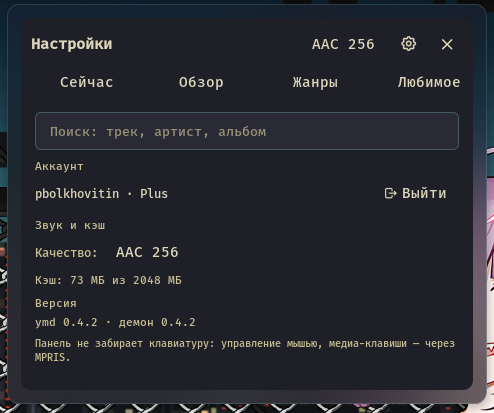 Настройки AAC 256
Сейчас Обзор Жанры Любимое
Поиск: трек, артист, альбом
Аккаунт
pbolkhovitin · Plus Выйти
Звук и кэш
Качество: AAC 256
Кэш: 73 МБ из 2048 МБ
Версия
ymd 0.4.2 · демон 0.4.2
Панель не забирает клавиатуру: управление мышью, медиа-клавиши — через
MPRIS.